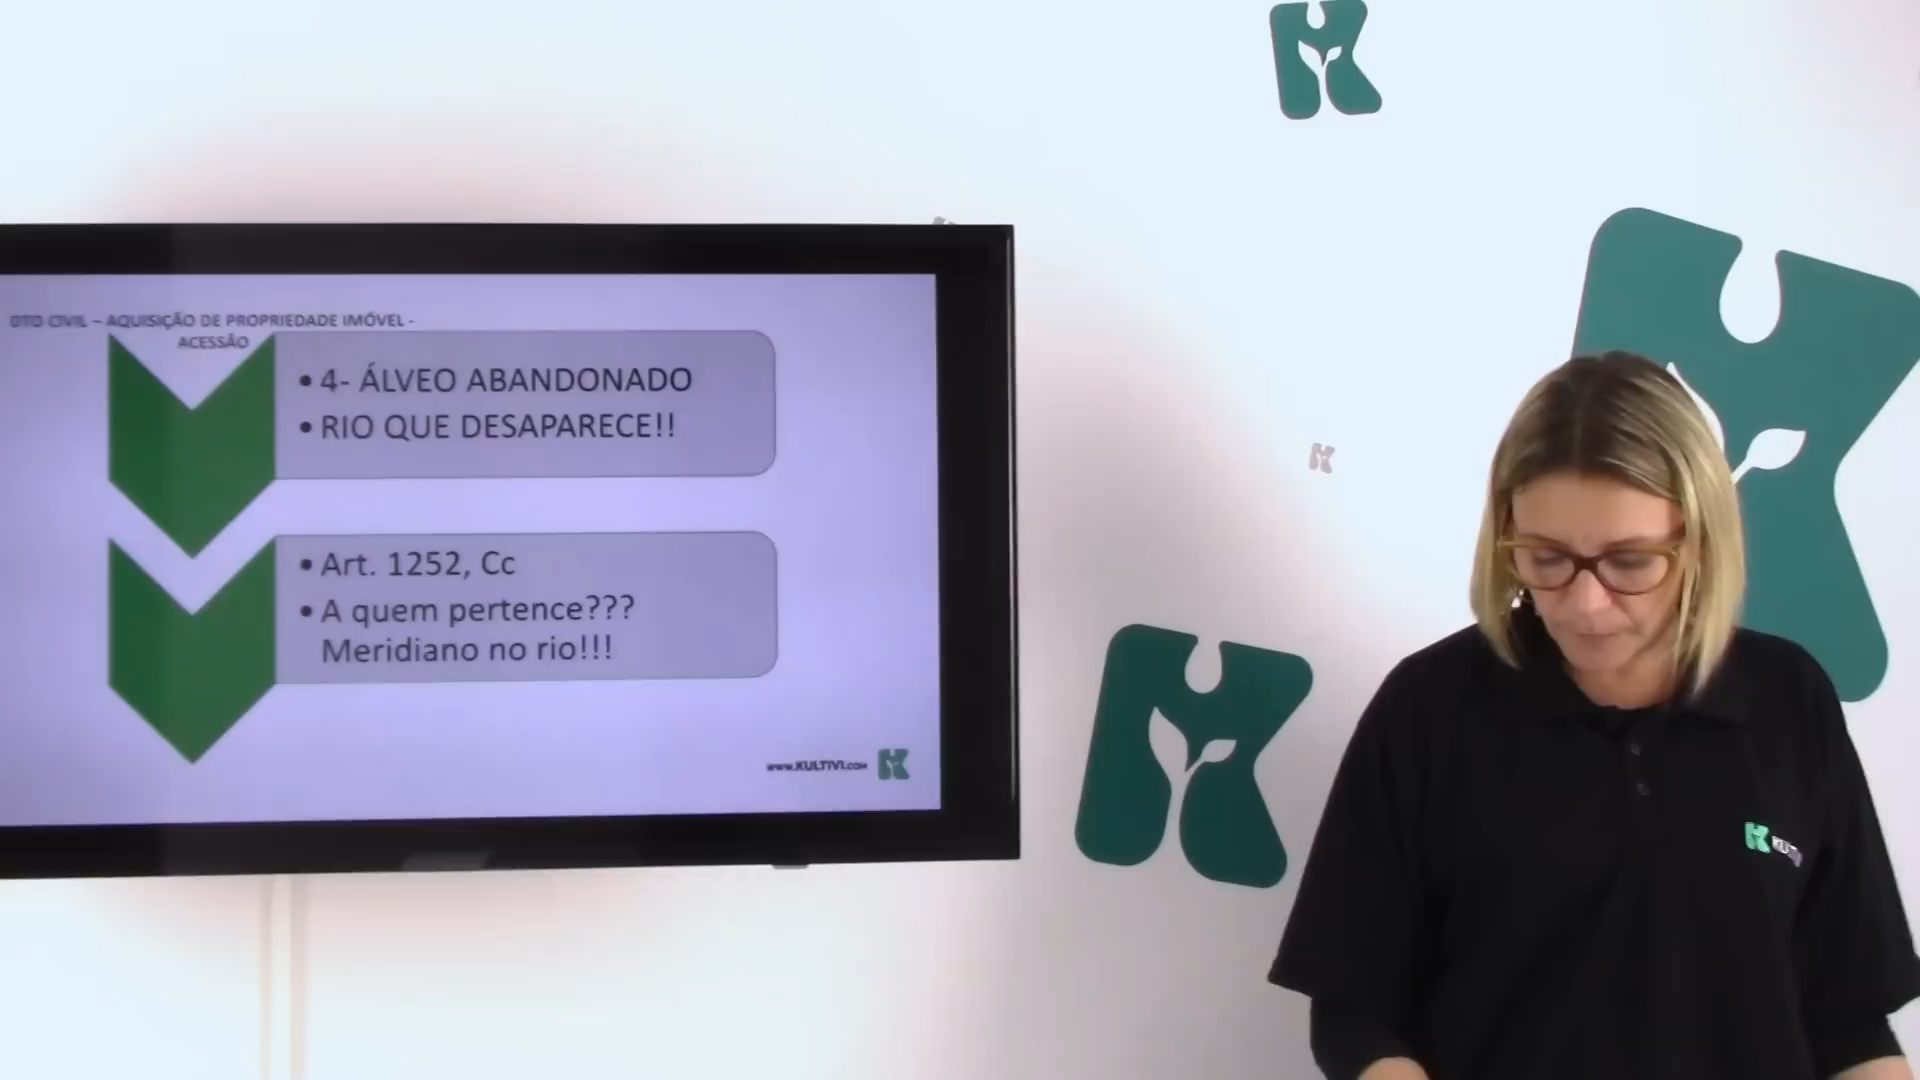 DTO CIVIL – AQUISIÇÃO DE PROPRIEDADE IMÓVEL -
ACESSÃO
• 4- ÁLVEO ABANDONADO
• RIO QUE DESAPARECE!!
• Art. 1252, Cc
• A quem pertence???
Meridiano no rio!!!
www.KULTIVI.COM